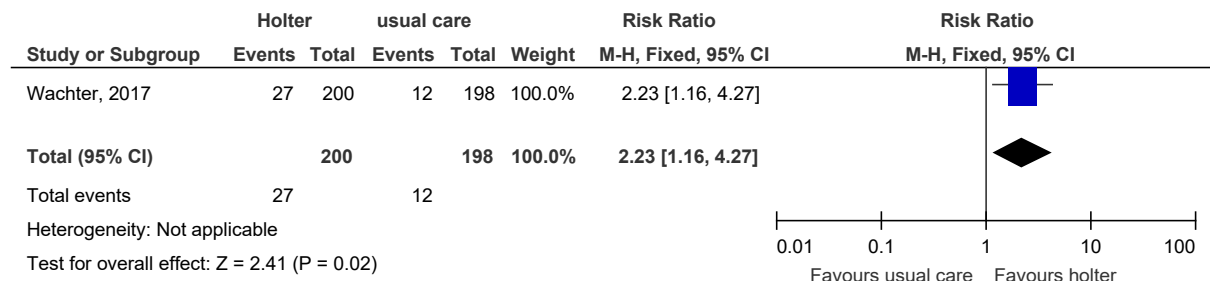 Holter usual care Risk Ratio Risk Ratio
Study or Subgroup Events Total Events Total Weight M-H, Fixed, 95% CI M-H, Fixed, 95% CI
Wachter, 2017 27 200 12 198 100.0% 2.23 [1.16, 4.27]
Total (95% CI) 200 198 100.0% 2.23 [1.16, 4.27]
Total events 27 12
Heterogeneity: Not applicable
Test for overall effect: Z = 2.41 (P = 0.02)
0.01 0.1 1 10 100
Favours usual care Favours holter